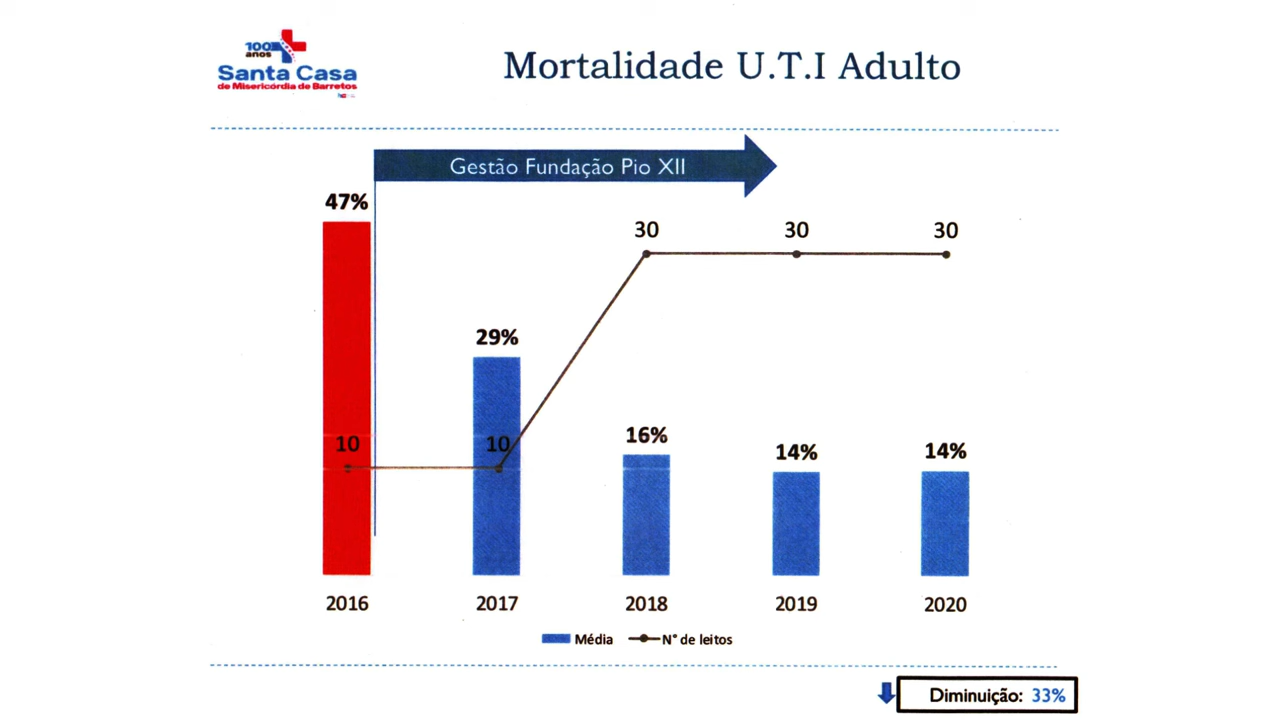 100
anos
Santa Casa
de Misericórdia de Barretos
Mortalidade U.T.I Adulto
Gestão Fundação Pio XII
47%
30
30
30
29%
10
10
16%
14%
14%
2016
2017
2018
2019
2020
Média
N° de leitos
Diminuição: 33%